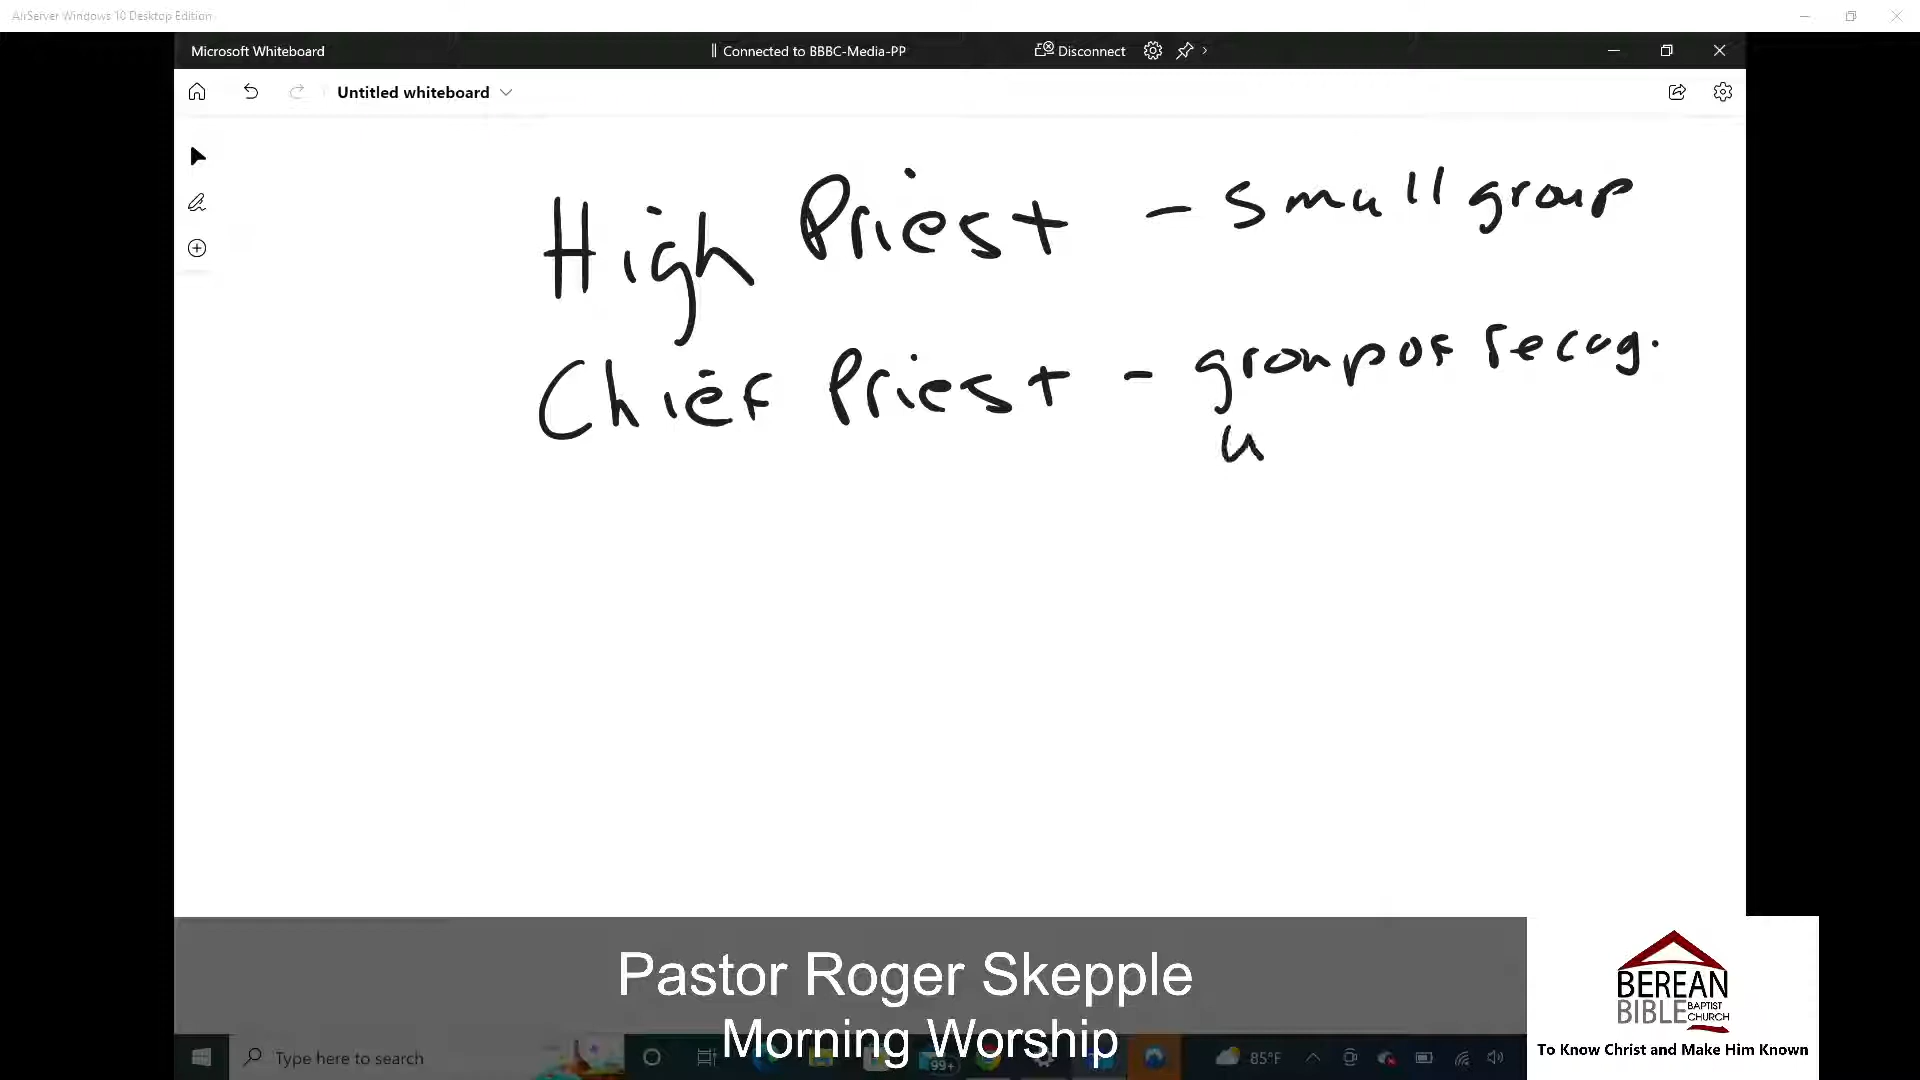 AirServer Windows 10 Desktop Edition
Microsoft Whiteboard
Connected to BBBC-Media-PP
Disconnect
Untitled whiteboard
High Priest - small group
Chief Priest - group of recog.
u
Pastor Roger Skepple
Morning Worship
Type here to search
99+
85°F
BEREAN
BIBLE BAPTIST CHURCH
To Know Christ and Make Him Known